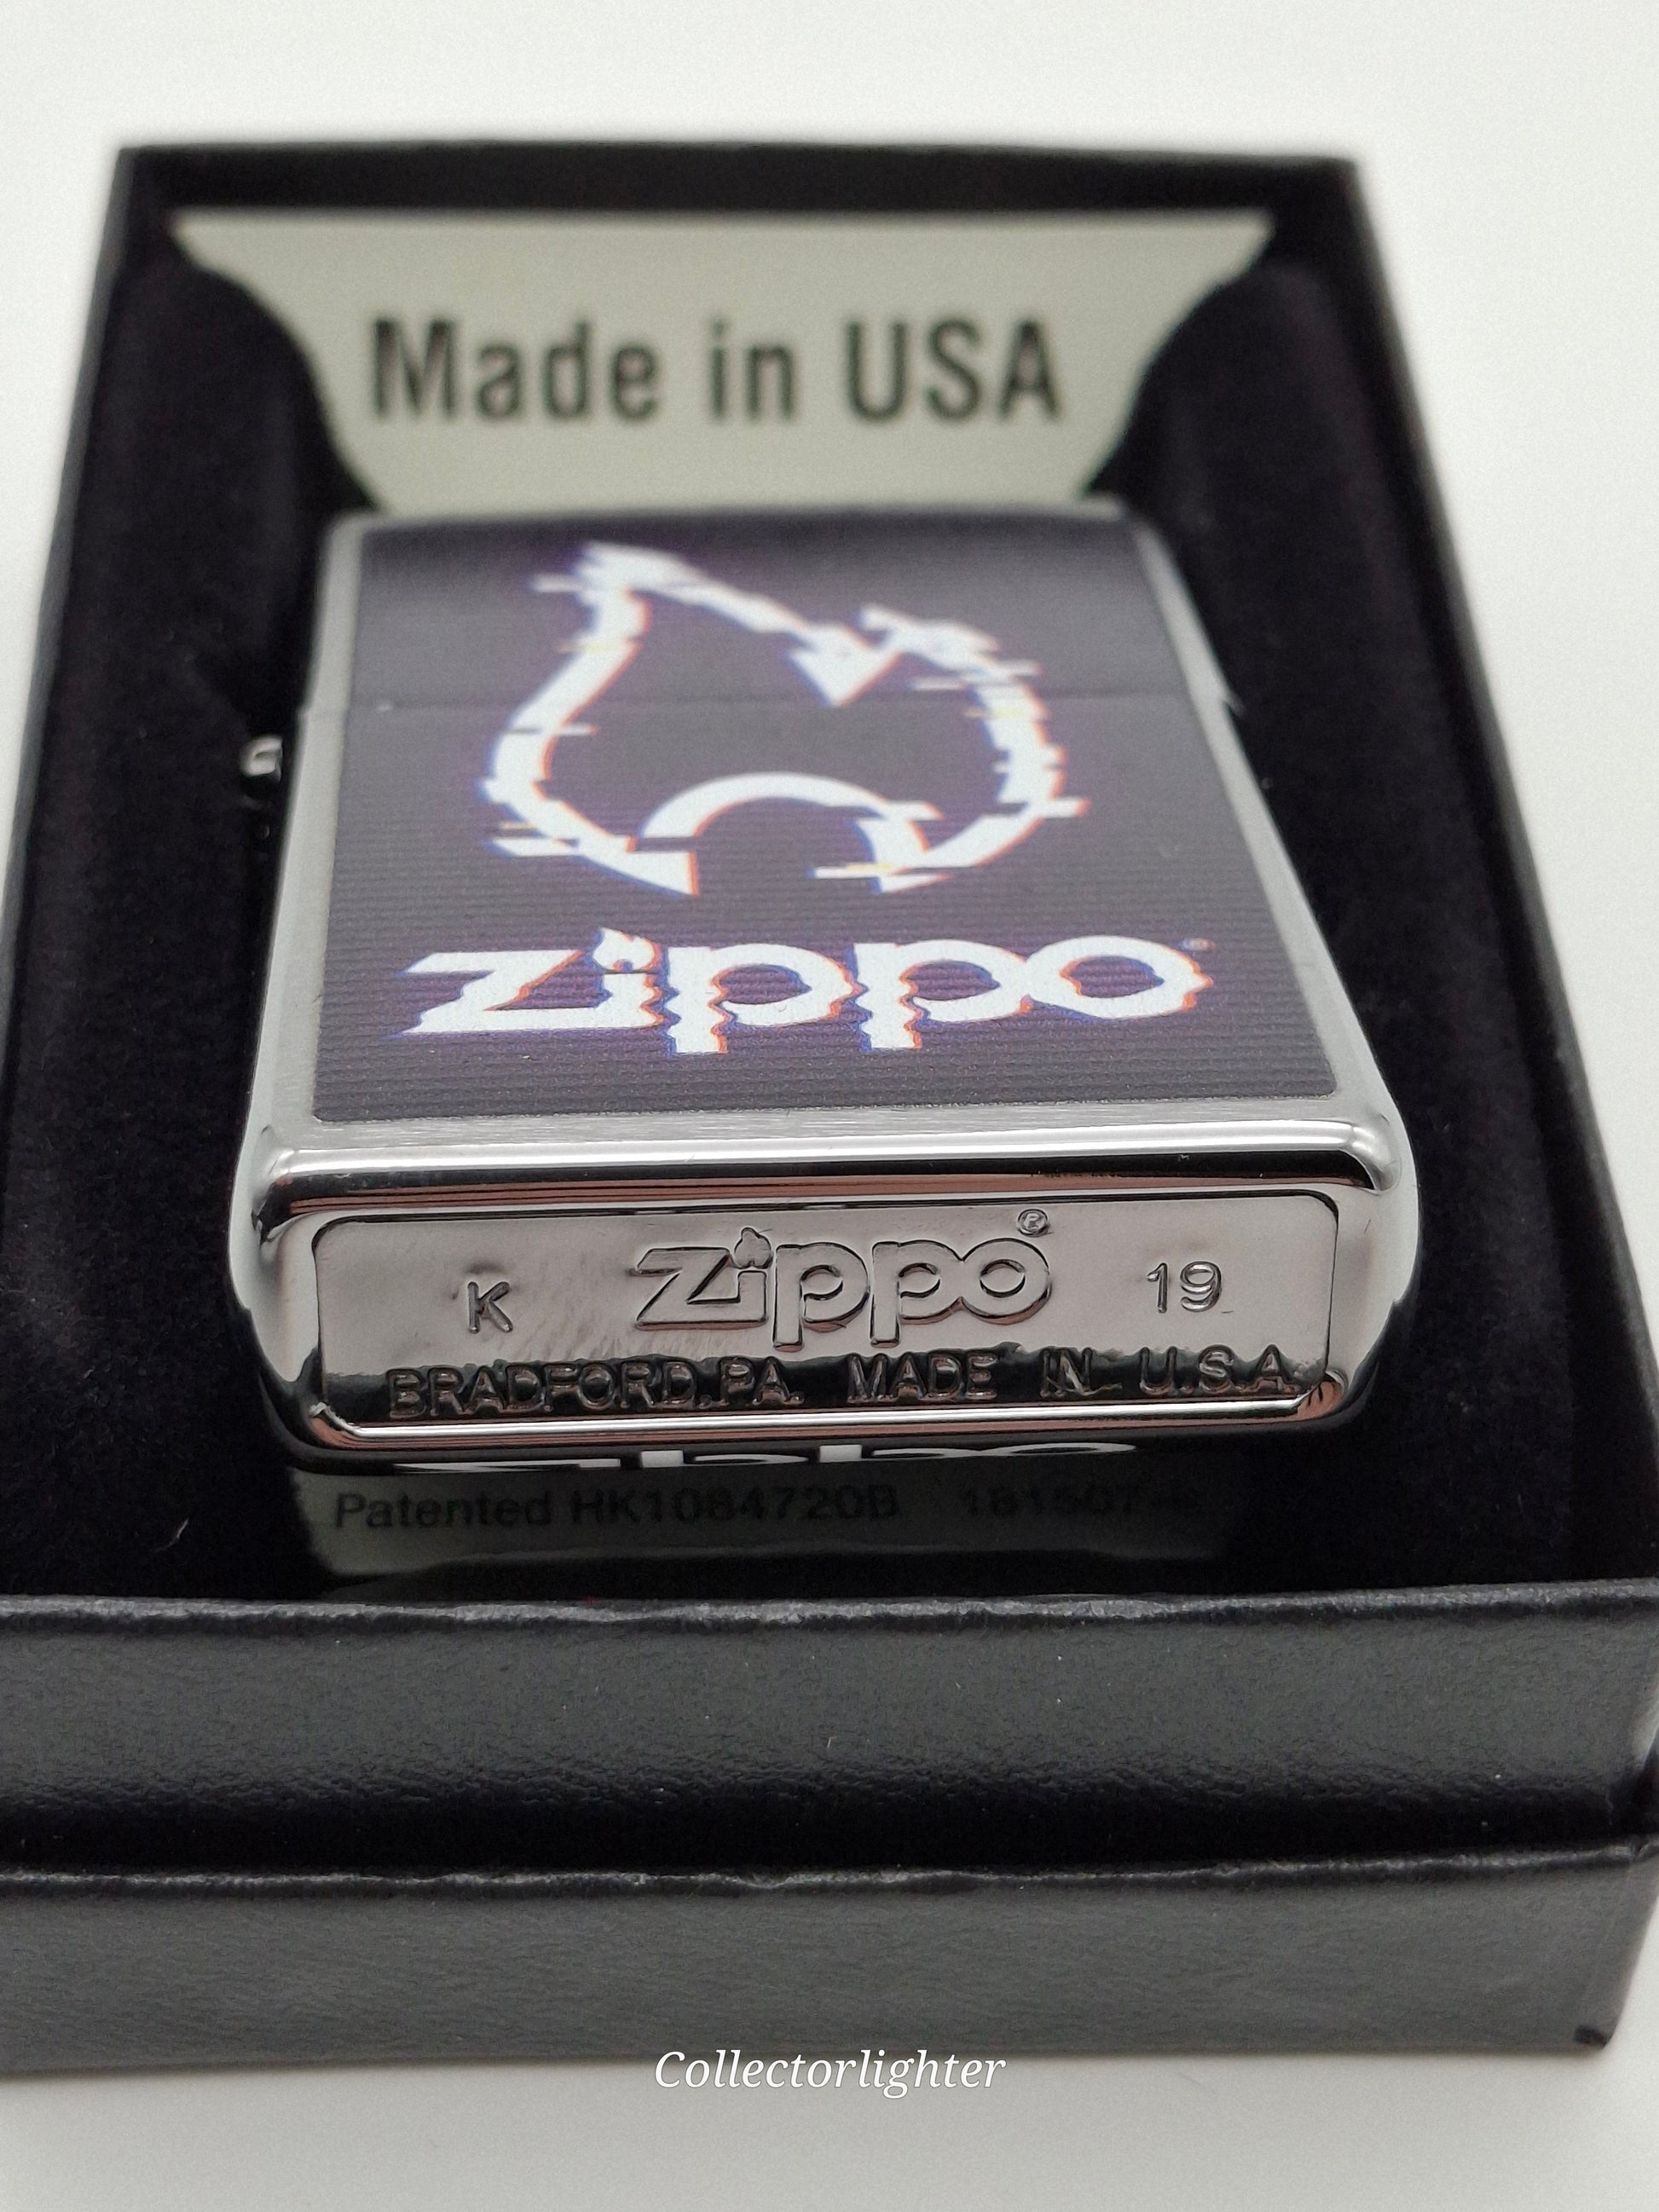 Made in USA
zippo®
K zippo® 19
BRADFORD, PA. MADE IN U.S.A.
Patented HK1084720B
Collectorlighter